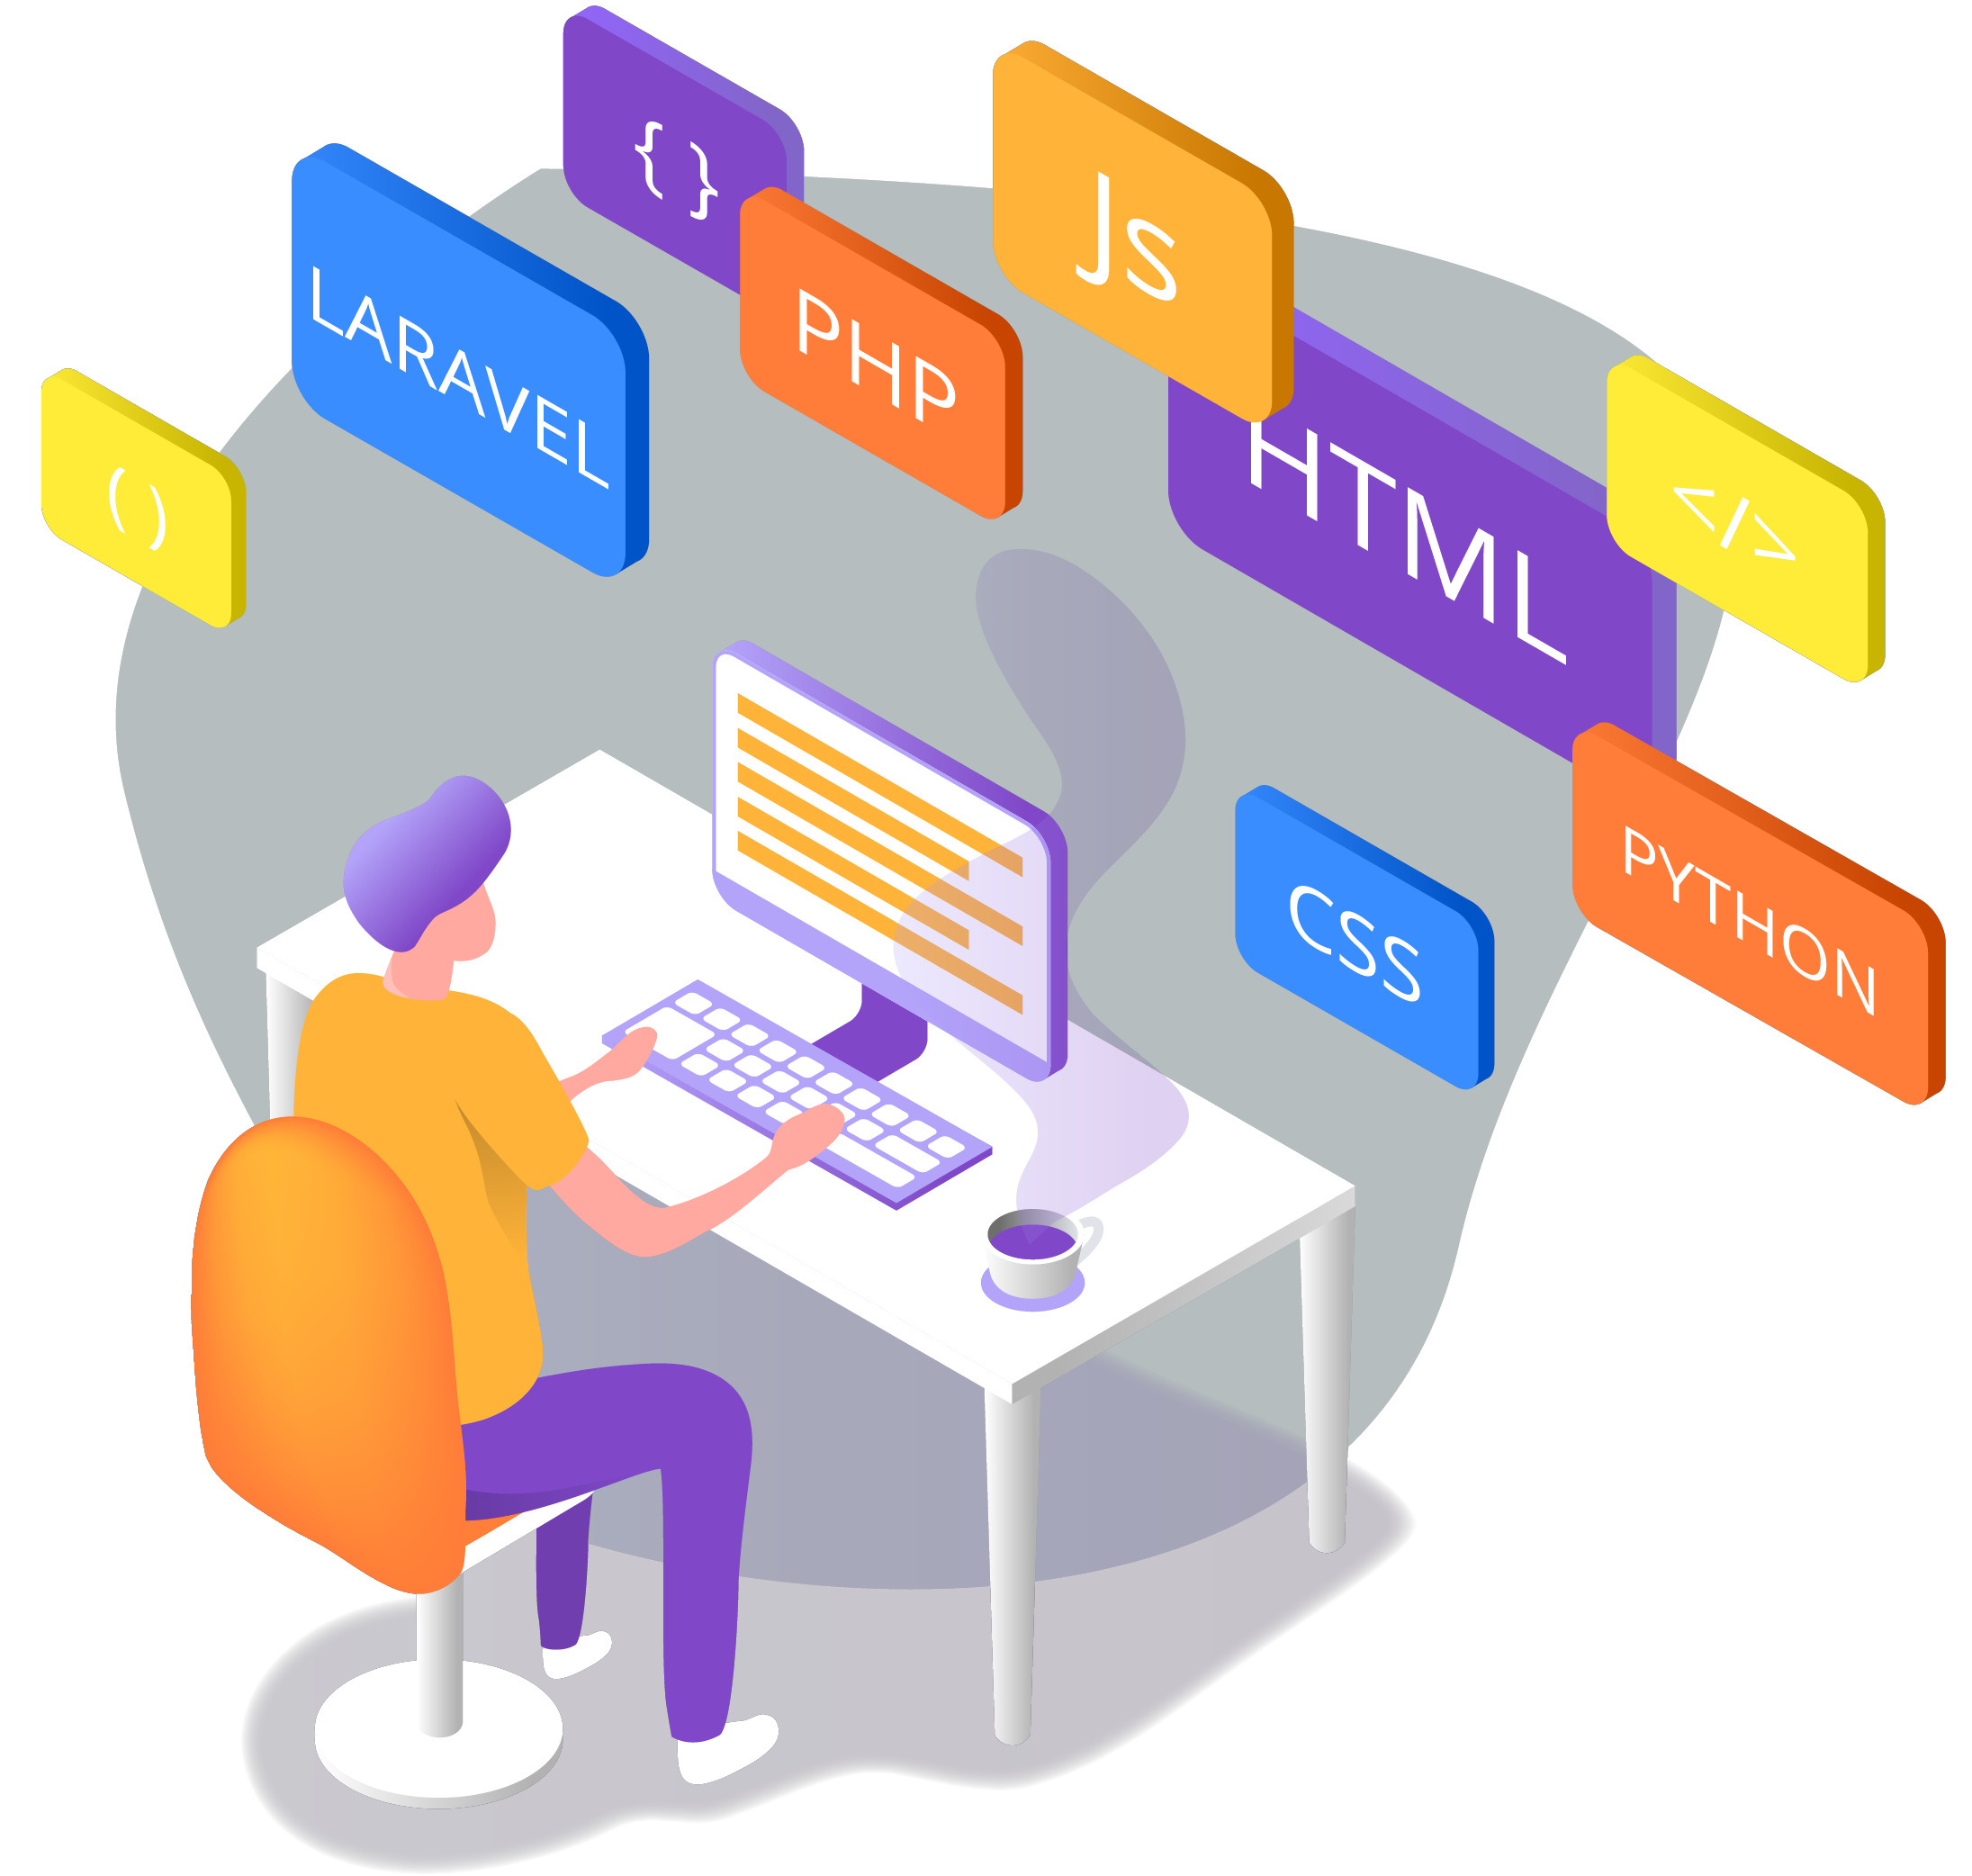 { }
Js
LARAVEL
PHP
( )
HTML
</>
CSS
PYTHON